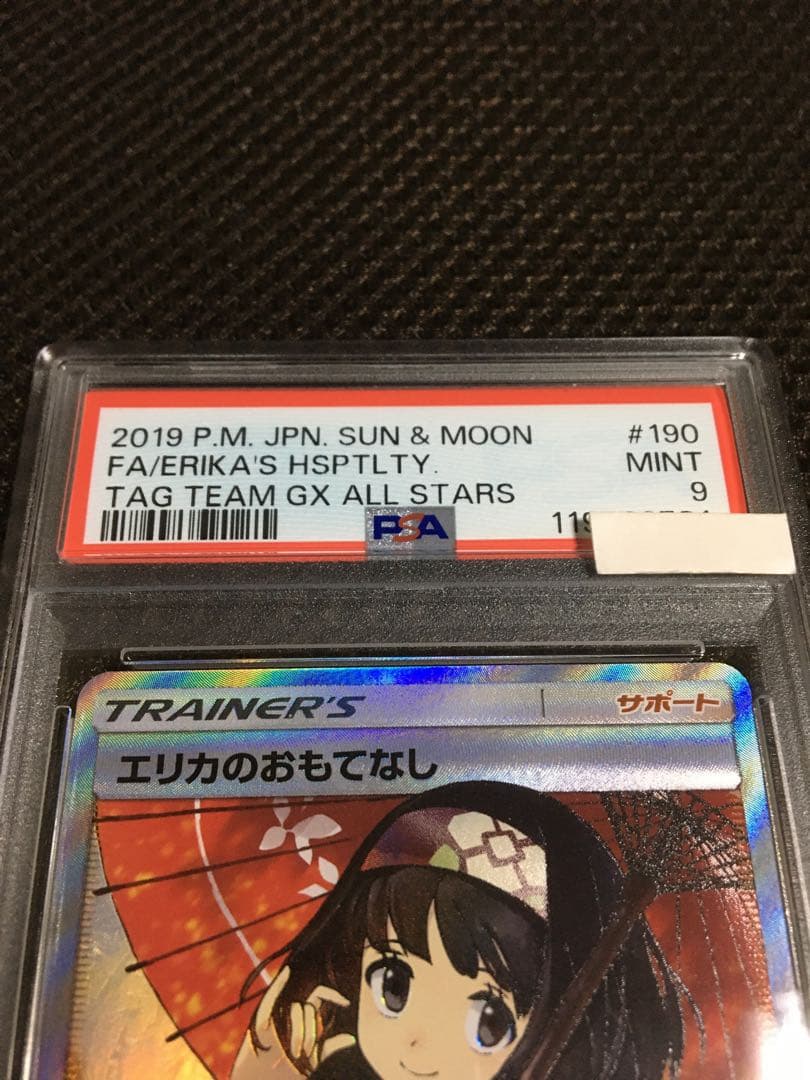 2019 P.M. JPN. SUN & MOON #190
FA/ERIKA'S HSPTLTY. MINT
TAG TEAM GX ALL STARS 9
PSA
TRAINER'S サポート
エリカのおもてなし